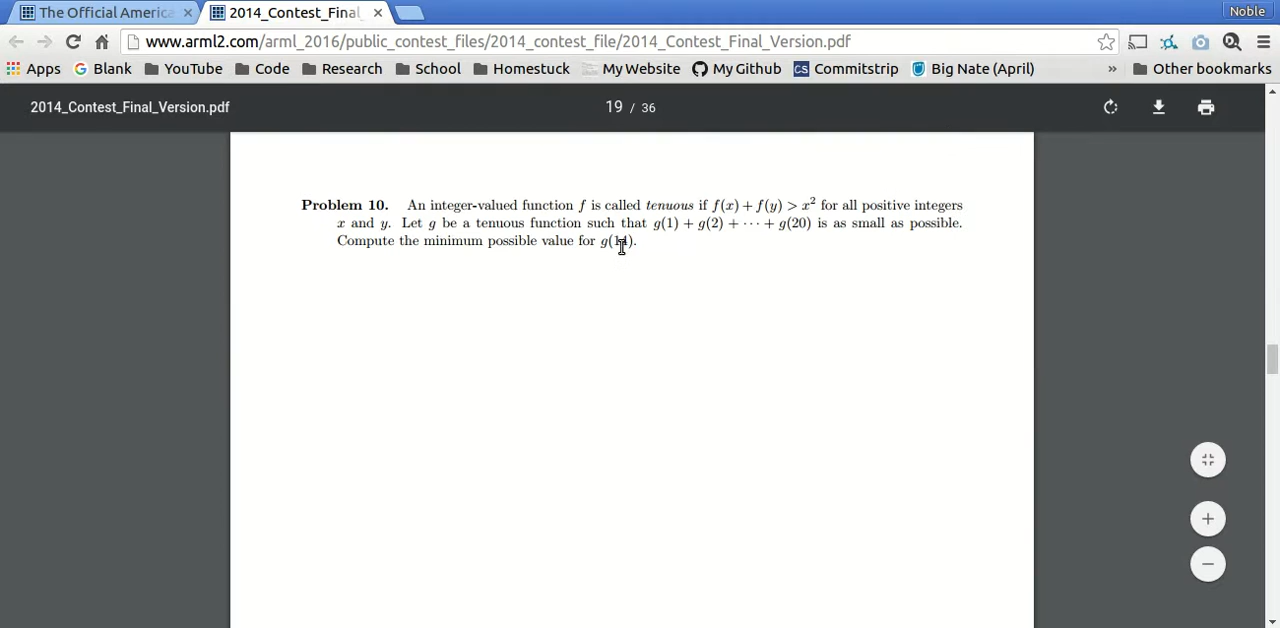 The Official America
2014_Contest_Final_
Noble
www.arml2.com/arml_2016/public_contest_files/2014_contest_file/2014_Contest_Final_Version.pdf
Apps Blank YouTube Code Research School Homestuck My Website My Github CS Commitstrip Big Nate (April) » Other bookmarks
2014_Contest_Final_Version.pdf 19 / 36
Problem 10. An integer-valued function f is called tenuous if f(x) + f(y) > x² for all positive integers
x and y. Let g be a tenuous function such that g(1) + g(2) + ··· + g(20) is as small as possible.
Compute the minimum possible value for g(14).